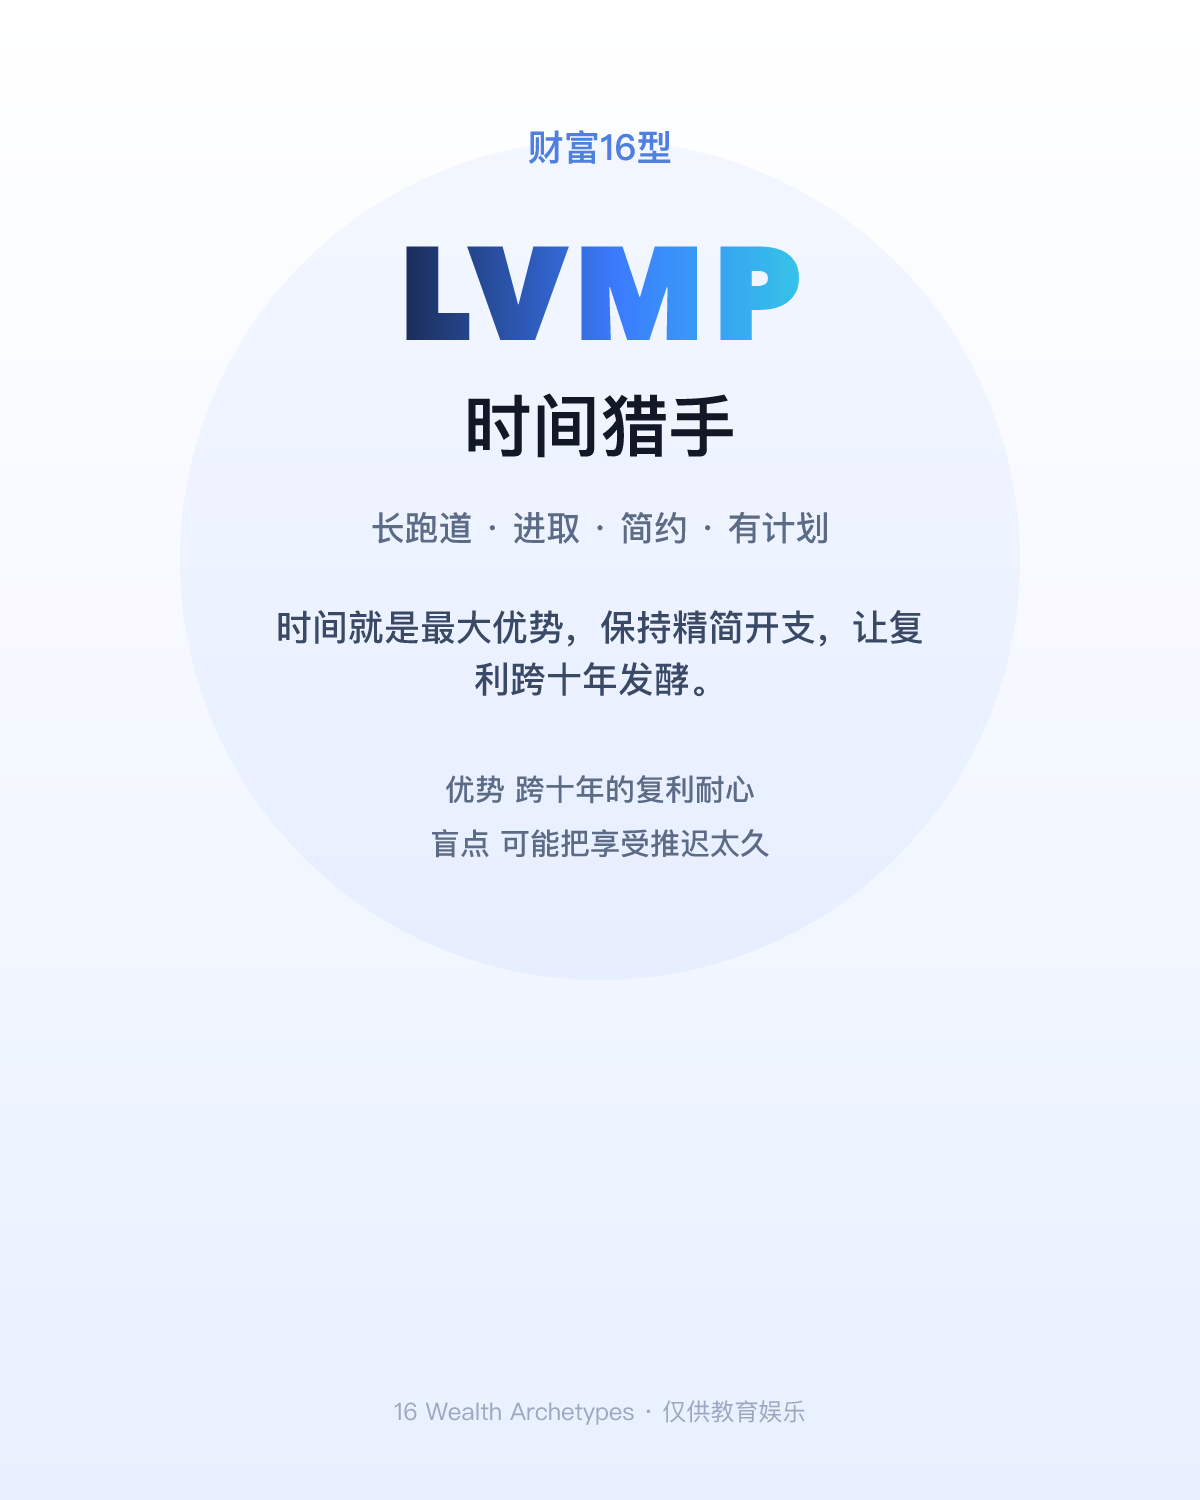 财富16型
LVMP
时间猎手
长跑道 · 进取 · 简约 · 有计划
时间就是最大优势，保持精简开支，让复
利跨十年发酵。
优势 跨十年的复利耐心
盲点 可能把享受推迟太久
16 Wealth Archetypes · 仅供教育娱乐